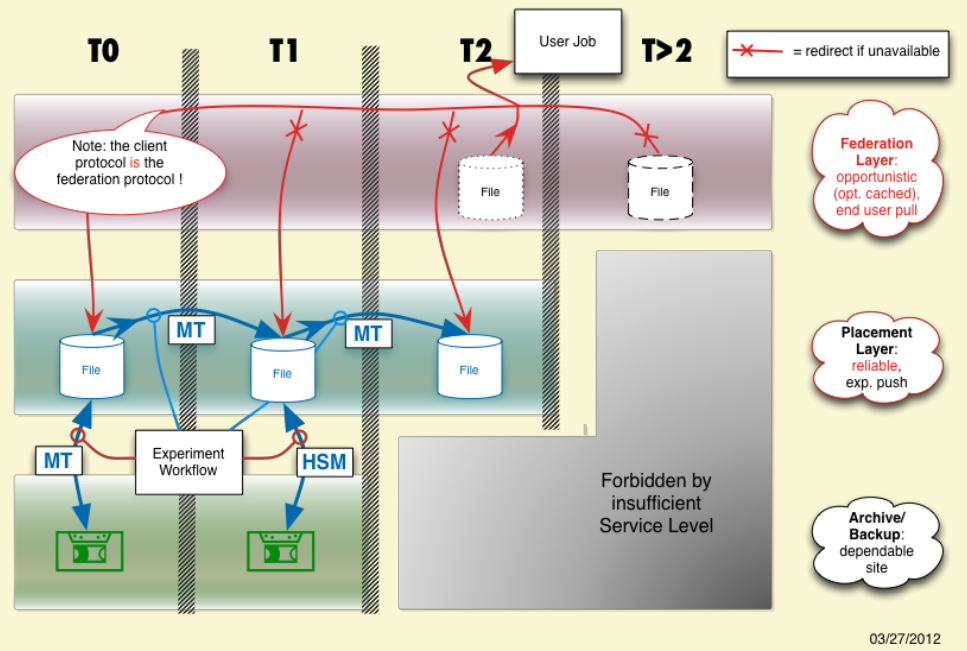 T0
T1
T2
T>2
User Job
= redirect if unavailable
Note: the client
protocol is the
federation protocol !
File
File
Federation
Layer:
opportunistic
(opt. cached),
end user pull
MT
MT
File
File
File
Placement
Layer:
reliable,
exp. push
MT
Experiment
Workflow
HSM
Forbidden by
insufficient
Service Level
Archive/
Backup:
dependable
site
03/27/2012